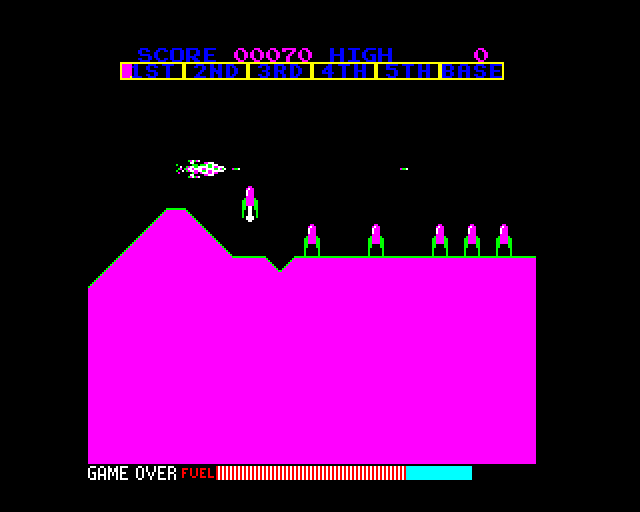 SCORE 00070 HIGH 0
1ST 2ND 3RD 4TH 5TH BASE
GAME OVER FUEL